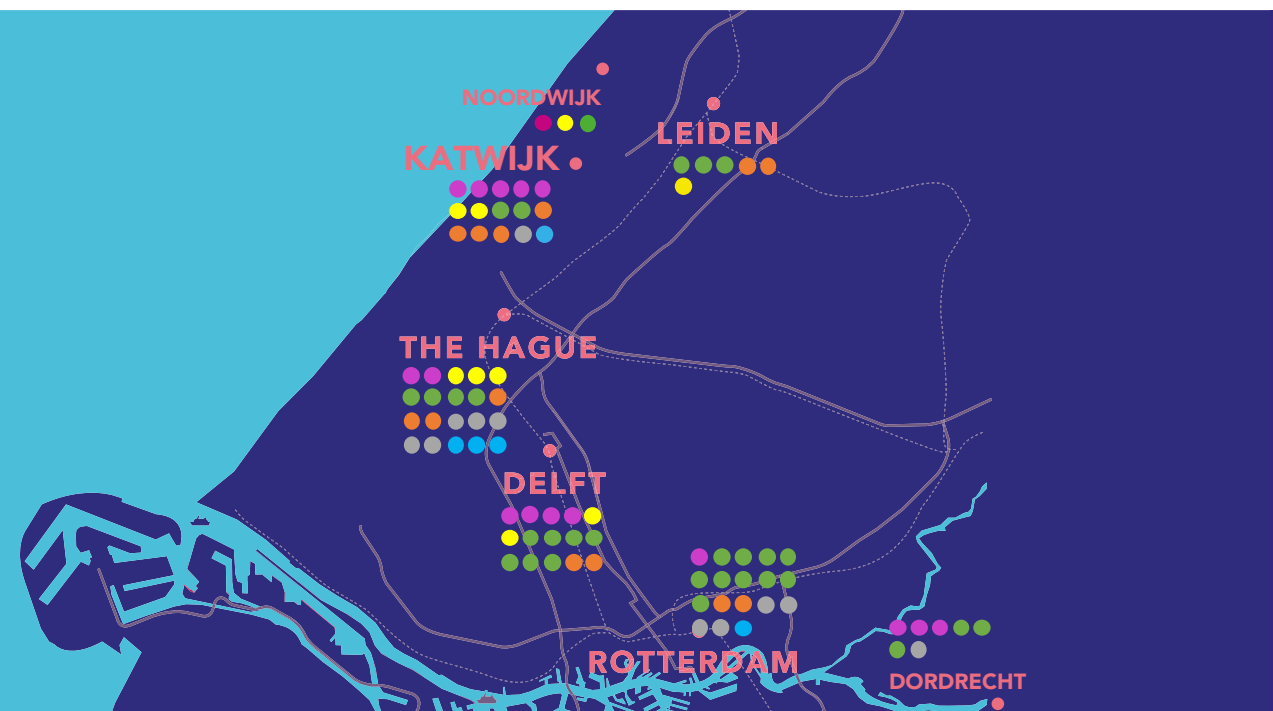 NOORDWIJK
LEIDEN
KATWIJK
THE HAGUE
DELFT
ROTTERDAM
DORDRECHT